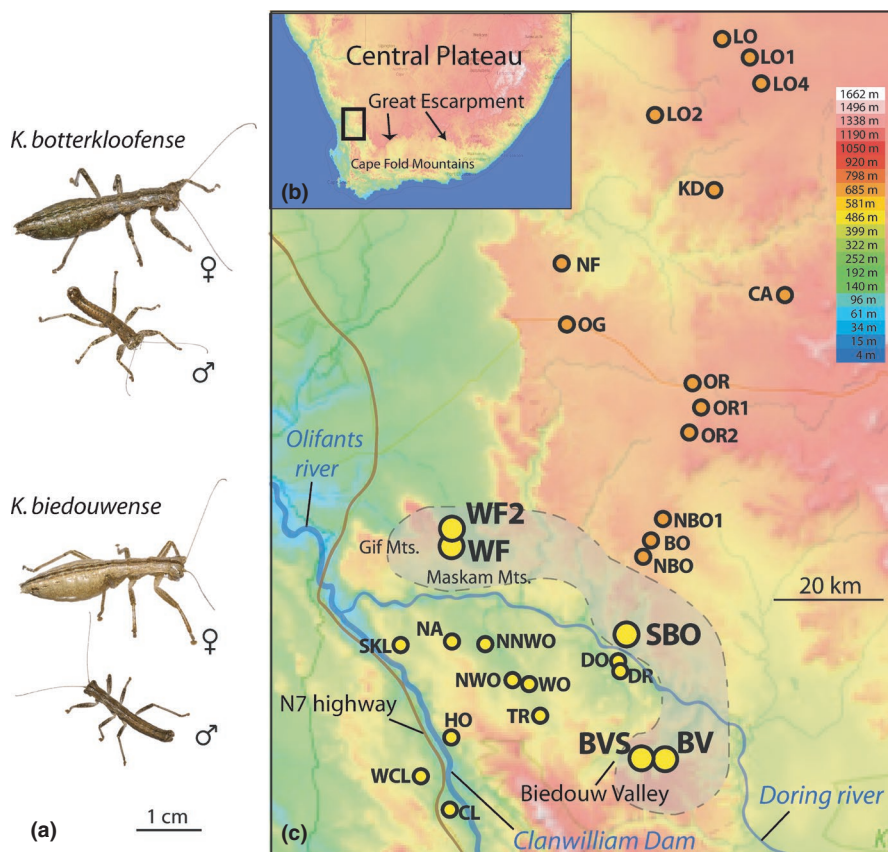 K. botterkloofense
♀
♂
K. biedouwense
♀
♂
(a)
1 cm
Central Plateau
Great Escarpment
Cape Fold Mountains
(b)
LO
LO1
LO4
LO2
KD
NF
CA
OG
OR
OR1
OR2
1662 m
1496 m
1338 m
1190 m
1050 m
920 m
798 m
685 m
581m
486 m
399 m
322 m
252 m
192 m
140 m
96 m
61 m
34 m
15 m
4 m
Olifants
river
WF2
WF
Gif Mts.
Maskam Mts.
NBO1
BO
NBO
20 km
SBO
NA
NNWO
SKL
DO
DR
NWO
WO
TR
N7 highway
HO
BVS
BV
WCL
Biedouw Valley
CL
Doring river
(c)
Clanwilliam Dam
K